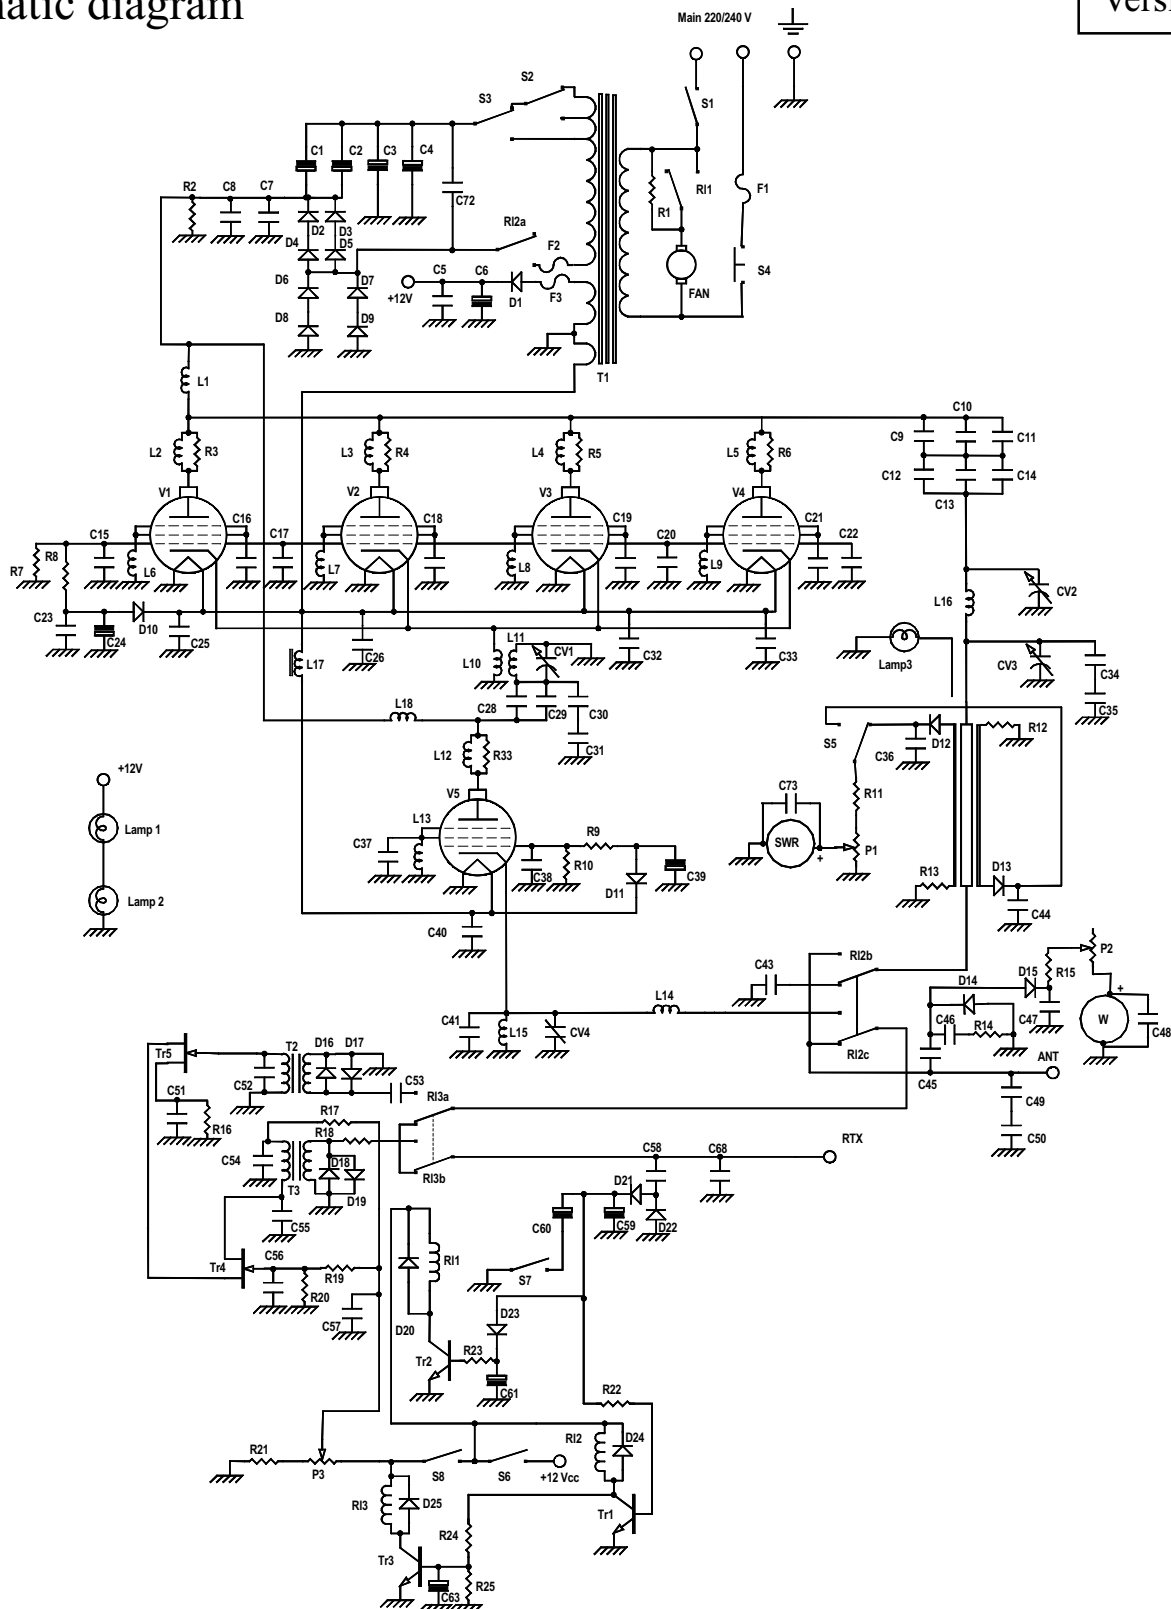 matic diagram
Versi
Main 220/240 V
S2
S3
S1
C1
C2
C3
C4
R2
C8
C7
C72
R1
Rl1
F1
D2
D3
D4
D5
Rl2a
F2
D6
D7
+12V
C5
C6
D1
F3
FAN
S4
D8
D9
T1
L1
C10
L2
R3
L3
R4
L4
R5
L5
R6
C9
C11
C12
C14
C13
V1
V2
V3
V4
C15
C16
C17
C18
C19
C20
C21
C22
R7
R8
L6
L7
L8
L9
L16
CV2
C23
C24
D10
C25
C26
L17
L10
L11
CV1
C32
C33
Lamp3
CV3
C34
C35
L18
C28
C29
C30
C31
S5
C36
D12
R12
L12
R33
+12V
V5
C73
R11
Lamp 1
L13
C37
R9
SWR
+
P1
R10
C38
D11
C39
R13
D13
Lamp 2
C40
C44
C43
Rl2b
D14
D15
R15
P2
L14
C41
L15
CV4
Rl2c
C46
R14
C47
+
W
C48
Tr5
T2
D16
D17
C45
ANT
C52
C53
Rl3a
C49
C51
R16
R17
R18
C50
C54
D18
Rl3b
C58
C68
RTX
T3
D19
D21
C55
C60
C59
D22
Tr4
C56
R19
Rl1
S7
R20
C57
D20
D23
Tr2
R23
C61
R22
R21
P3
S8
S6
+12 Vcc
Rl2
D24
Rl3
D25
R24
Tr1
Tr3
C63
R25